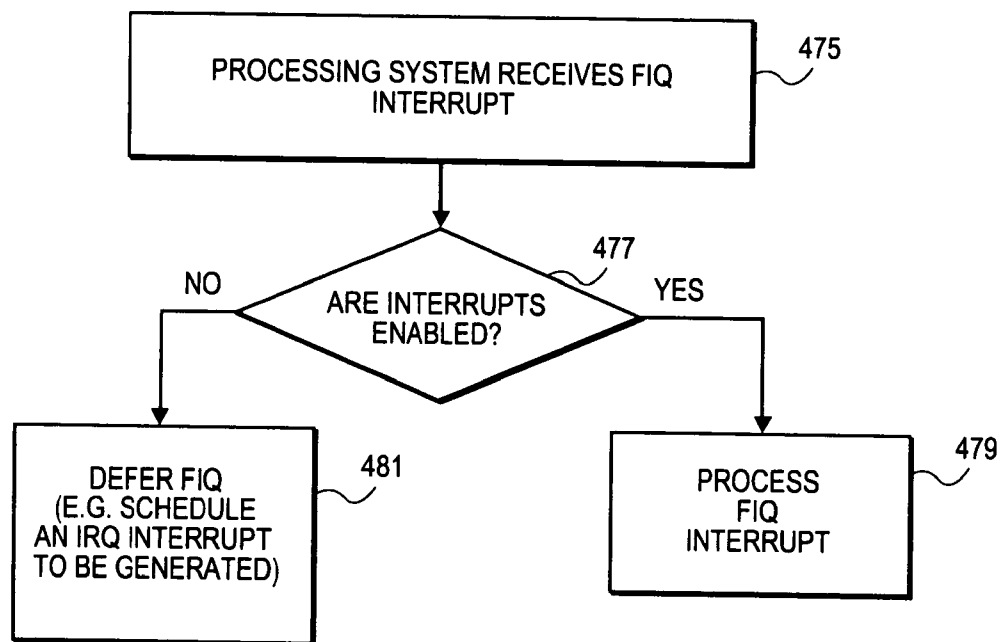 PROCESSING SYSTEM RECEIVES FIQ
INTERRUPT
475
477
NO
YES
ARE INTERRUPTS
ENABLED?
DEFER FIQ
(E.G. SCHEDULE
AN IRQ INTERRUPT
TO BE GENERATED)
481
PROCESS
FIQ
INTERRUPT
479